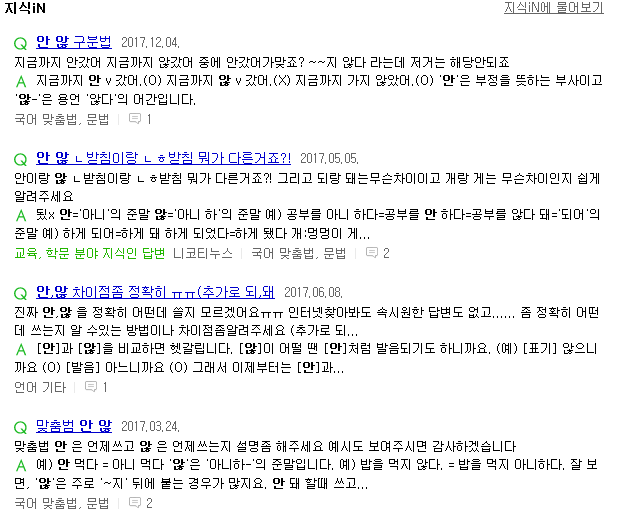 지식iN 지식iN에 물어보기
Q 안 않 구분법 2017.12.04.
지금까지 안갔어 지금까지 않갔어 중에 안갔어가맞죠? ~~지 않다 라는데 저거는 해당안되죠
A 지금까지 안 v 갔어.(O) 지금까지 않 v 갔어.(X) 지금까지 가지 않았어.(O) '안'은 부정을 뜻하는 부사이고
'않-'은 용언 '않다'의 어간입니다.
국어 맞춤법, 문법 1
Q 안 않 ㄴ받침이랑 ㄴㅎ받침 뭐가 다른거죠?! 2017.05.05.
안이랑 않 ㄴ받침이랑 ㄴㅎ받침 뭐가 다른거죠?! 그리고 되랑 돼는무슨차이이고 개랑 게는 무슨차이인지 쉽게
알려주세요
A 됬x 안='아니'의 준말 않='아니 하'의 준말 예) 공부를 아니 하다=공부를 안 하다=공부를 않다 돼='되어'의
준말 예) 하게 되어=하게 돼 하게 되었다=하게 됐다 개:멍멍이 게...
교육, 학문 분야 지식인 답변 니코티누스 국어 맞춤법, 문법 2
Q 안,않 차이점좀 정확히 ㅠㅠ(추가로 되,돼 2017.06.08.
진짜 안,않 을 정확히 어떤데 쓸지 모르겠어요ㅠㅠ 인터넷찾아봐도 속시원한 답변도 없고...... 좀 정확히 어떤
데 쓰는지 알 수있는 방법이나 차이점좀알려주세요 (추가로 되...
A [안]과 [않]을 비교하면 헷갈립니다. [않]이 어떨 땐 [안]처럼 발음되기도 하니까요. (예) [표기] 않으니
까요 (O) [발음] 아느니까요 (O) 그래서 이제부터는 [안]과...
언어 기타 1
Q 맞춤범 안 않 2017.03.24.
맞춤법 안 은 언제쓰고 않 은 언제쓰는지 설명좀 해주세요 예시도 보여주시면 감사하겠습니다
A 예) 안 먹다 = 아니 먹다 '않'은 '아니하-'의 준말입니다. 예) 밥을 먹지 않다. = 밥을 먹지 아니하다. 잘 보
면, '않'은 주로 '~지' 뒤에 붙는 경우가 많지요. 안 돼 할때 쓰고...
국어 맞춤법, 문법 2